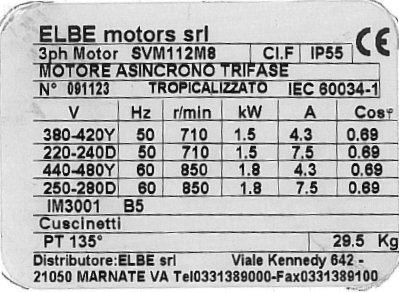 ELBE motors srl
3ph Motor SVM112M8 Cl.F IP55 CE
MOTORE ASINCRONO TRIFASE
N° 091123 TROPICALIZZATO IEC 60034-1
V Hz r/min kW A Cosφ
380-420Y 50 710 1.5 4.3 0.69
220-240D 50 710 1.5 7.5 0.69
440-480Y 60 850 1.8 4.3 0.69
250-280D 60 850 1.8 7.5 0.69
IM3001 B5
Cuscinetti
PT 135° 29.5 Kg
Distributore:ELBE srl Viale Kennedy 642 -
21050 MARNATE VA Tel0331389000-Fax0331389100